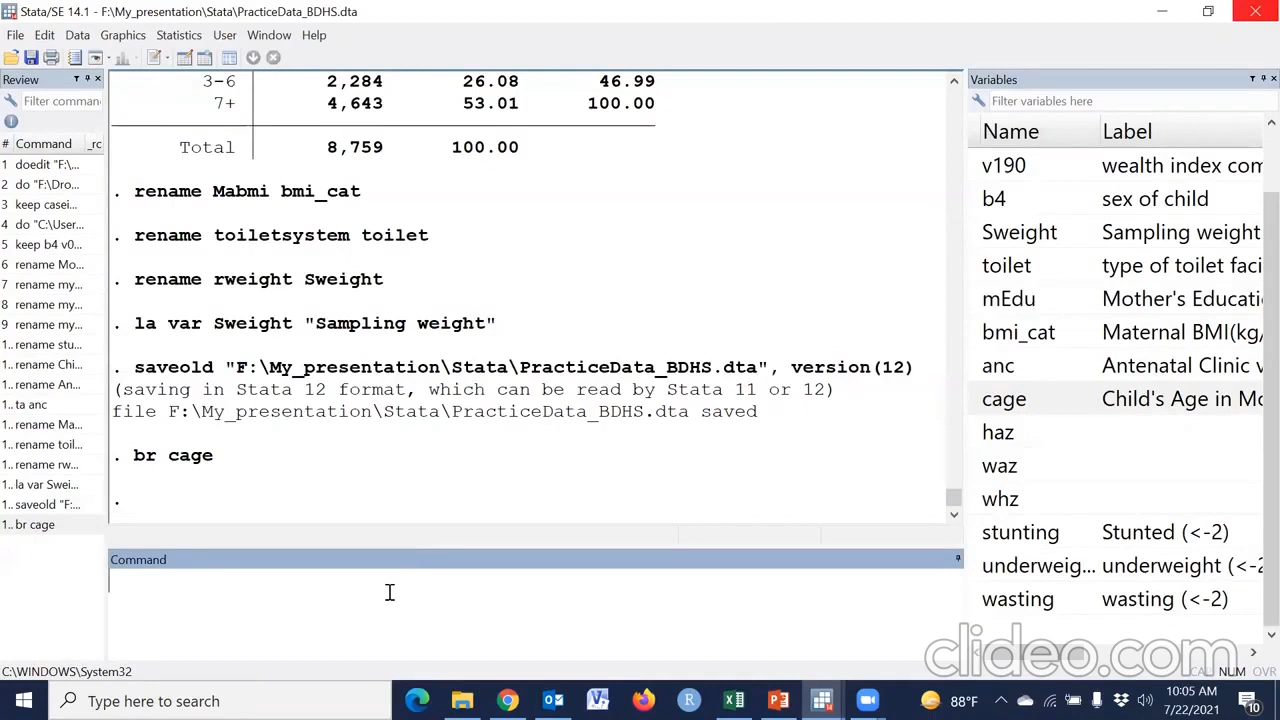 Stata/SE 14.1 - F:\My_presentation\Stata\PracticeData_BDHS.dta
File Edit Data Graphics Statistics User Window Help
Review
Filter comman
# Command _rc
1 doedit "F:\...
2 do "F:\Dro...
3 keep casei...
4 do "C:\User...
5 keep b4 v0...
6 rename Mo...
7 rename my...
8 rename my...
9 rename my...
1.. rename stu...
1.. rename Chi...
1.. rename An...
1.. ta anc
1.. rename Ma...
1.. rename toil...
1.. rename rw...
1.. la var Swei...
1.. saveold "F:...
1.. br cage
3-6 2,284 26.08 46.99
7+ 4,643 53.01 100.00
Total 8,759 100.00
. rename Mabmi bmi_cat
. rename toiletsystem toilet
. rename rweight Sweight
. la var Sweight "Sampling weight"
. saveold "F:\My_presentation\Stata\PracticeData_BDHS.dta", version(12)
(saving in Stata 12 format, which can be read by Stata 11 or 12)
file F:\My_presentation\Stata\PracticeData_BDHS.dta saved
. br cage
.
Command
Variables
Filter variables here
Name Label
v190 wealth index com
b4 sex of child
Sweight Sampling weight
toilet type of toilet faci
mEdu Mother's Educati
bmi_cat Maternal BMI(kg/
anc Antenatal Clinic v
cage Child's Age in Mo
haz
waz
whz
stunting Stunted (<-2)
underweig... underweight (<-2
wasting wasting (<-2)
clideo.com
C:\WINDOWS\System32
CAP NUM OVR
Type here to search
88°F
10:05 AM
7/22/2021
10